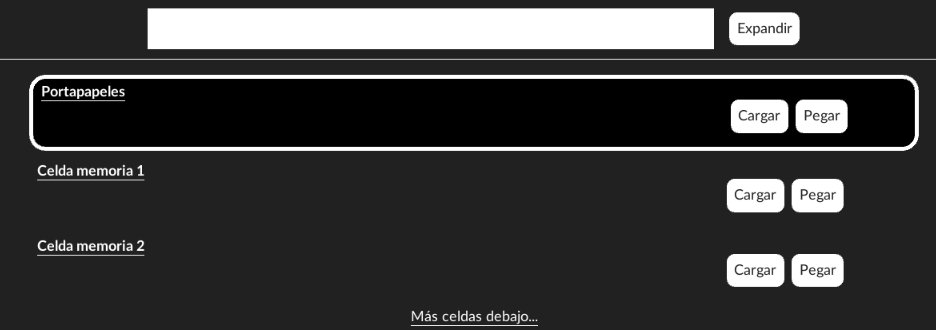 Expandir
Portapapeles
Cargar Pegar
Celda memoria 1
Cargar Pegar
Celda memoria 2
Cargar Pegar
Más celdas debajo...